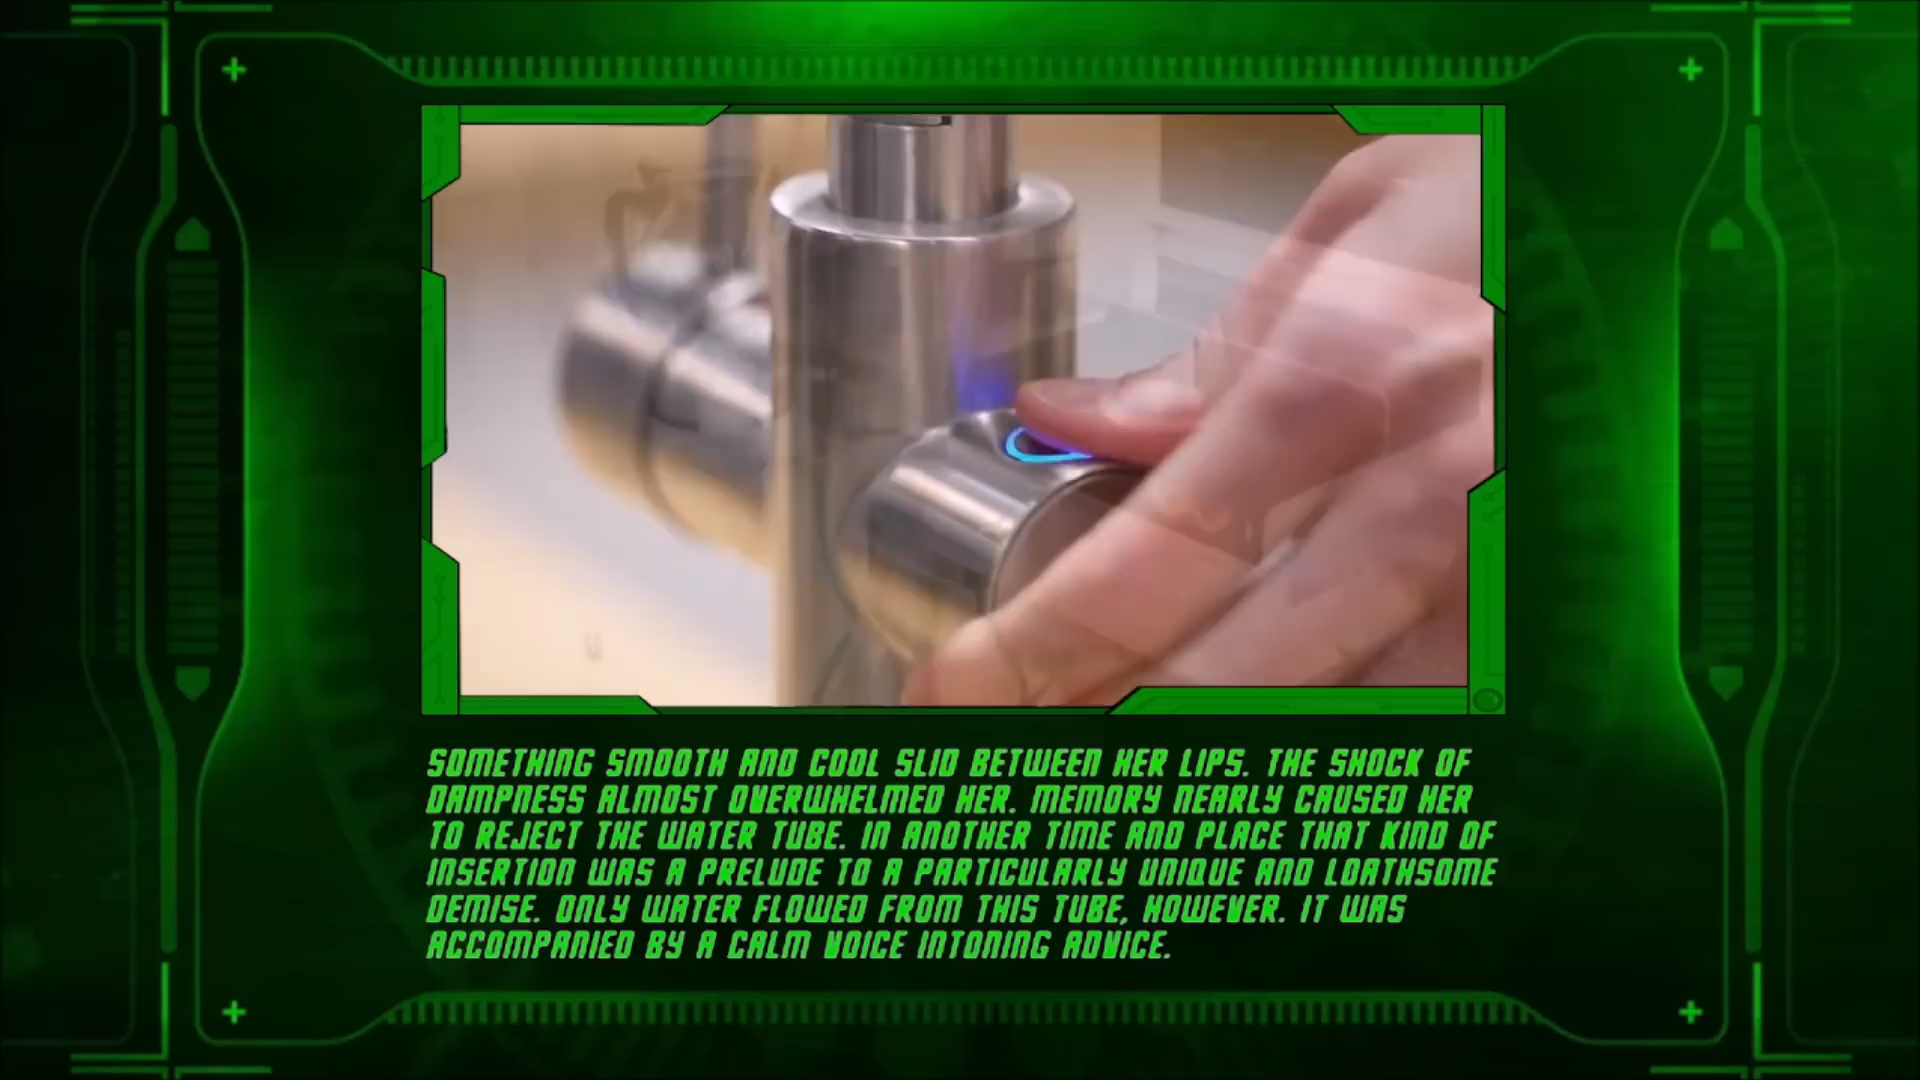 SOMETHING SMOOTH AND COOL SLID BETWEEN HER LIPS. THE SHOCK OF
DAMPNESS ALMOST OVERWHELMED HER. MEMORY NEARLY CAUSED HER
TO REJECT THE WATER TUBE. IN ANOTHER TIME AND PLACE THAT KIND OF
INSERTION WAS A PRELUDE TO A PARTICULARLY UNIQUE AND LOATHSOME
DEMISE. ONLY WATER FLOWED FROM THIS TUBE, HOWEVER. IT WAS
ACCOMPANIED BY A CALM VOICE INTONING ADVICE.